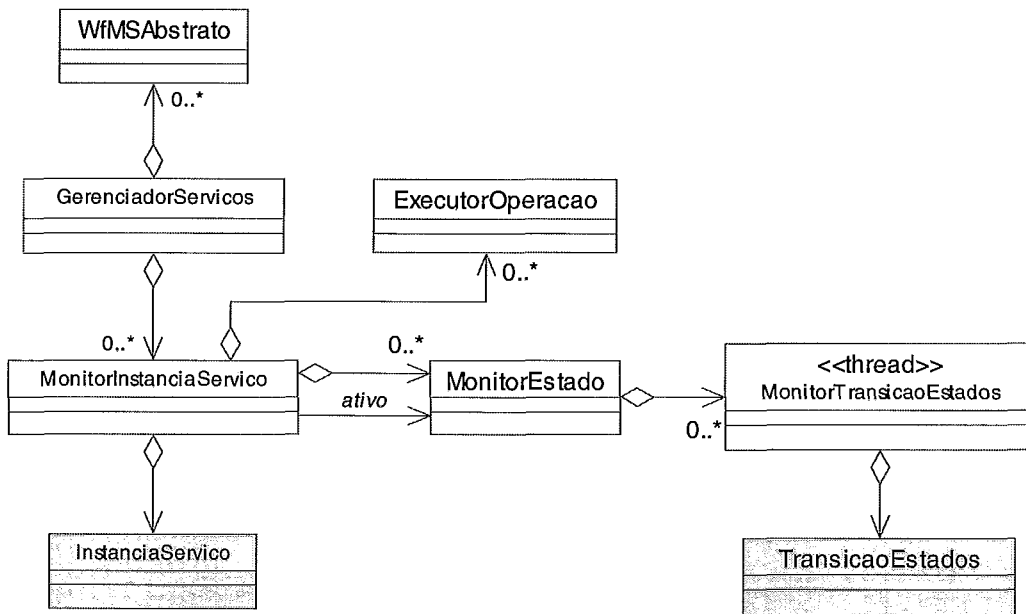 WfMSAbstrato
0..*
GerenciadorServicos
ExecutorOperacao
0..*
0..*
0..*
MonitorInstanciaServico
MonitorEstado
<<thread>>
MonitorTransicaoEstados
ativo
0..*
InstanciaServico
TransicaoEstados